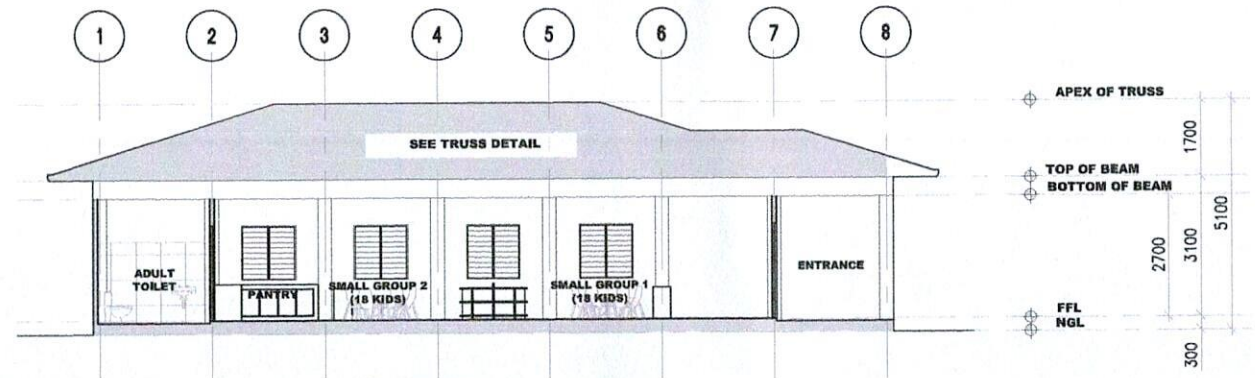 1 2 3 4 5 6 7 8
APEX OF TRUSS
SEE TRUSS DETAIL
1700
TOP OF BEAM
BOTTOM OF BEAM
5100
3100
2700
ADULT
TOILET
PANTRY
SMALL GROUP 2
(18 KIDS)
SMALL GROUP 1
(18 KIDS)
ENTRANCE
FFL
NGL
300